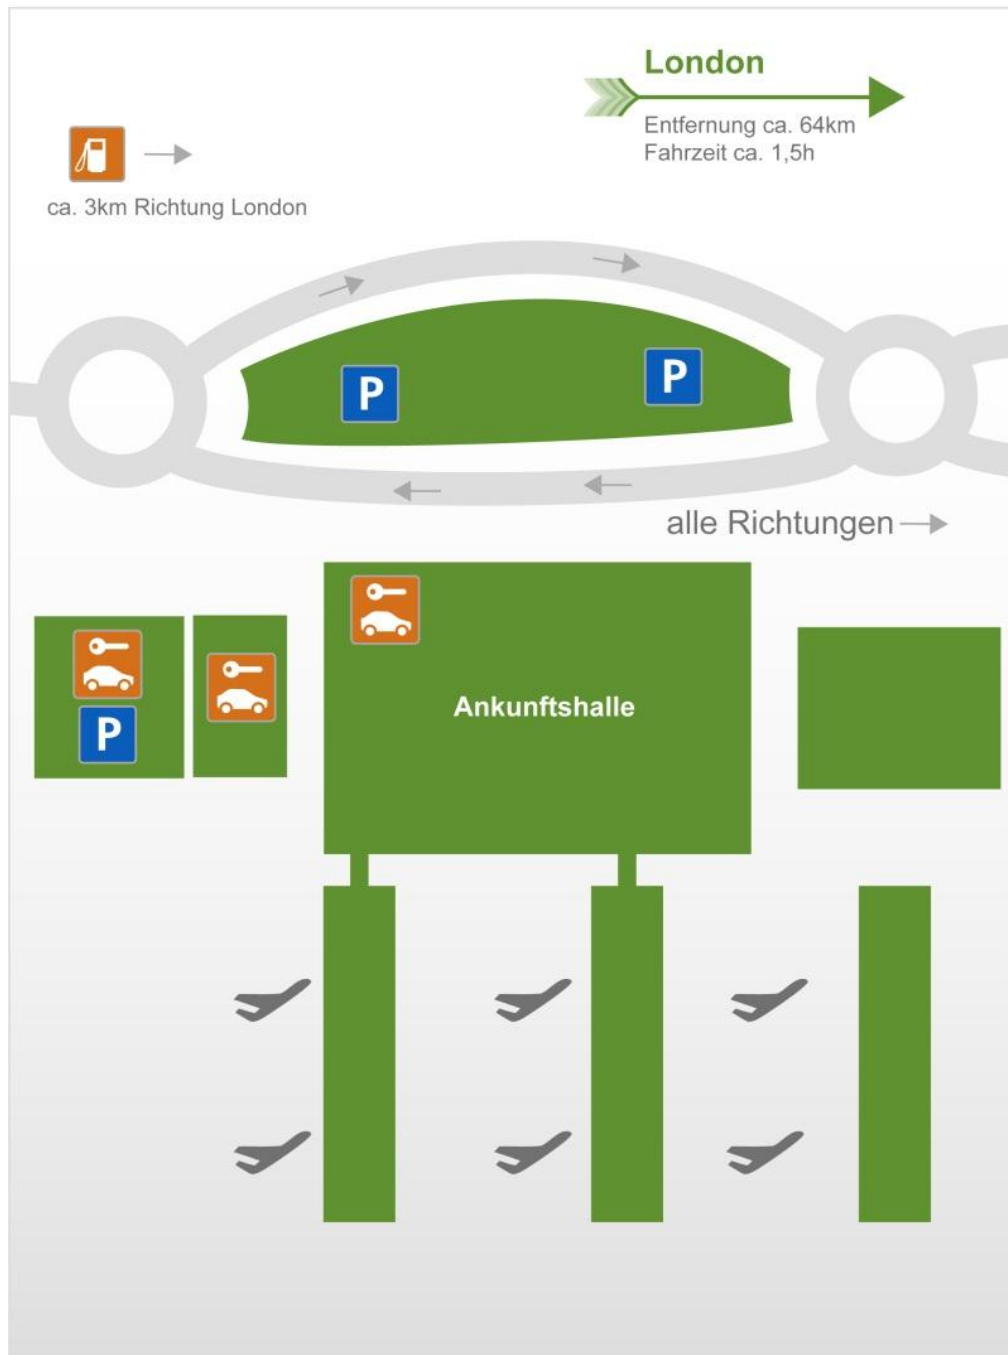 London
Entfernung ca. 64km
Fahrzeit ca. 1,5h
ca. 3km Richtung London
P
P
alle Richtungen
P
Ankunftshalle